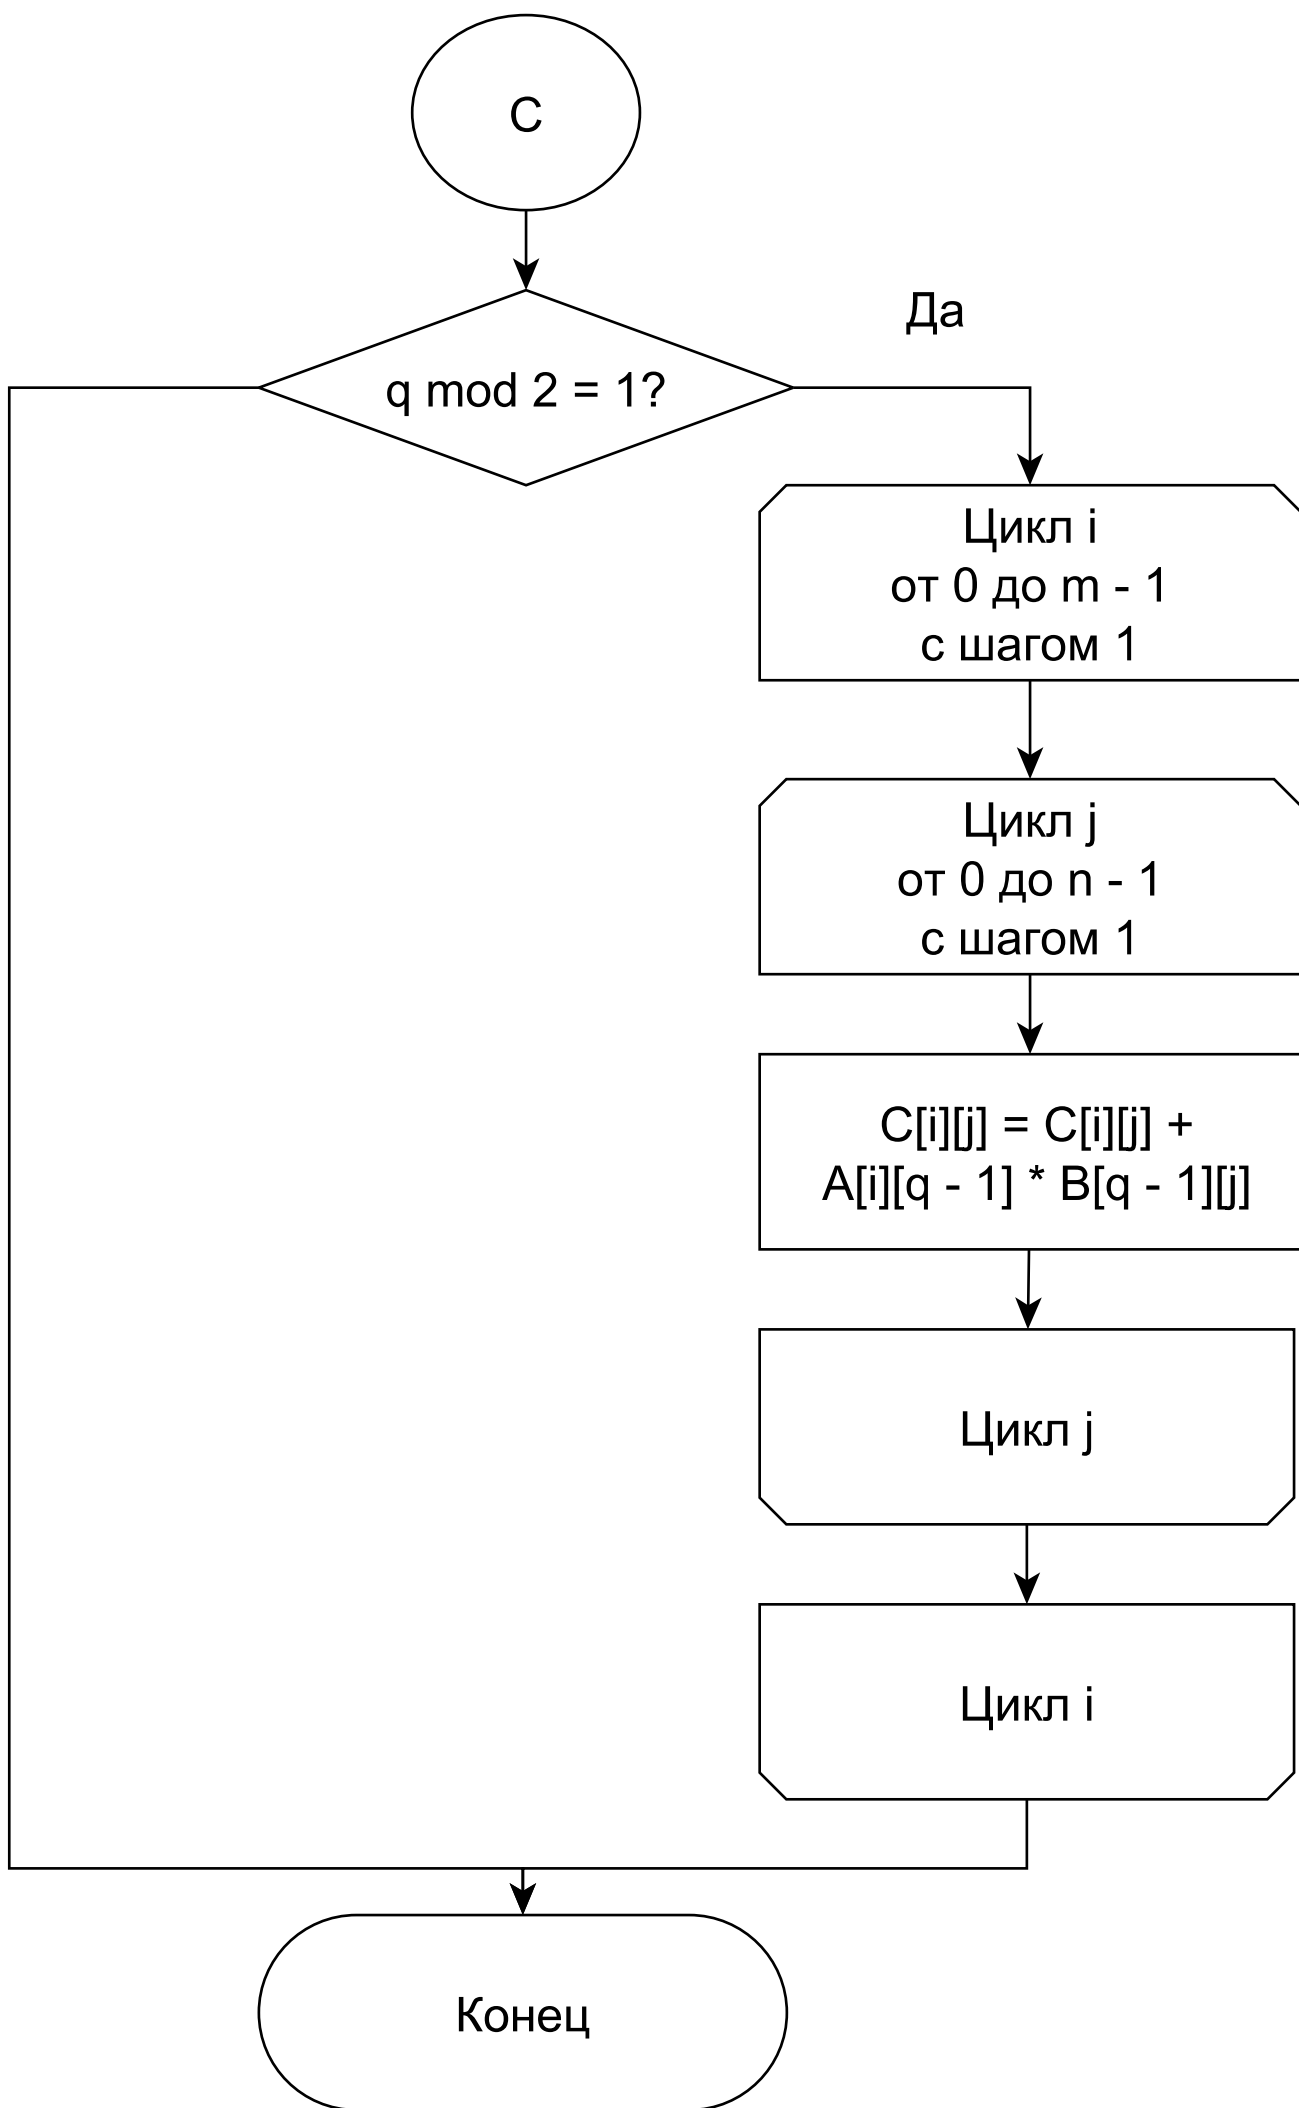 C
Да
q mod 2 = 1?
Цикл i
от 0 до m - 1
с шагом 1
Цикл j
от 0 до n - 1
с шагом 1
C[i][j] = C[i][j] +
A[i][q - 1] * B[q - 1][j]
Цикл j
Цикл i
Конец